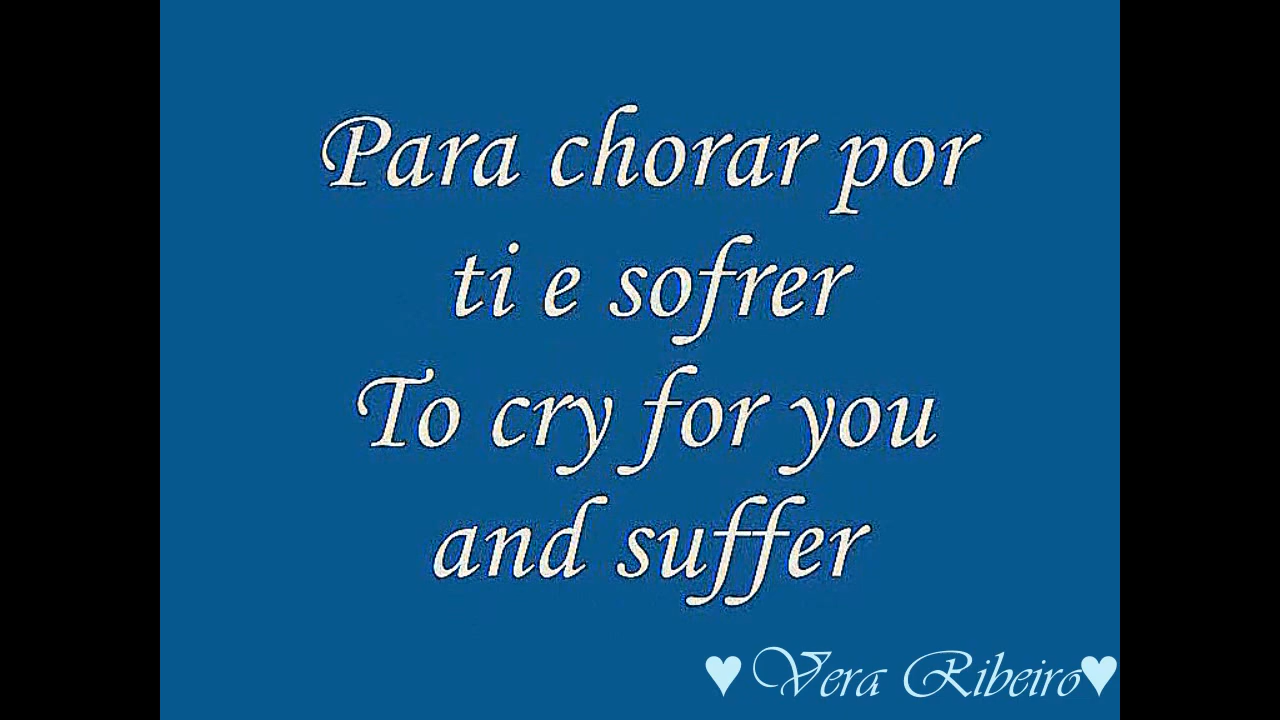 Para chorar por
ti e sofrer
To cry for you
and suffer
♥Vera Ribeiro♥